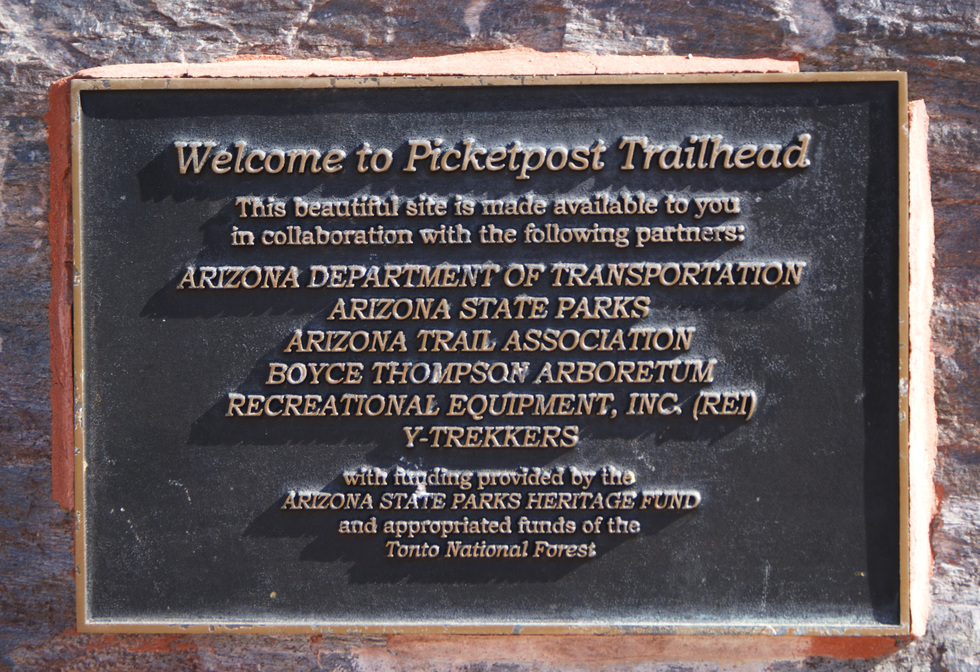 Welcome to Picketpost Trailhead
This beautiful site is made available to you
in collaboration with the following partners:
ARIZONA DEPARTMENT OF TRANSPORTATION
ARIZONA STATE PARKS
ARIZONA TRAIL ASSOCIATION
BOYCE THOMPSON ARBORETUM
RECREATIONAL EQUIPMENT, INC. (REI)
Y-TREKKERS
with funding provided by the
ARIZONA STATE PARKS HERITAGE FUND
and appropriated funds of the
Tonto National Forest